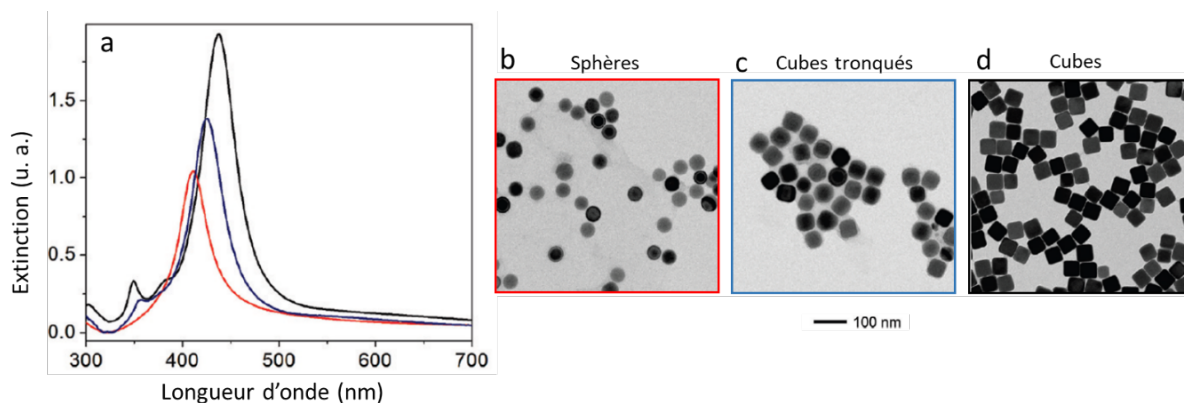 a
Extinction (u. a.)
1.5
1.0
0.5
0.0
300 400 500 600 700
Longueur d'onde (nm)
b Sphères
c Cubes tronqués
d Cubes
100 nm